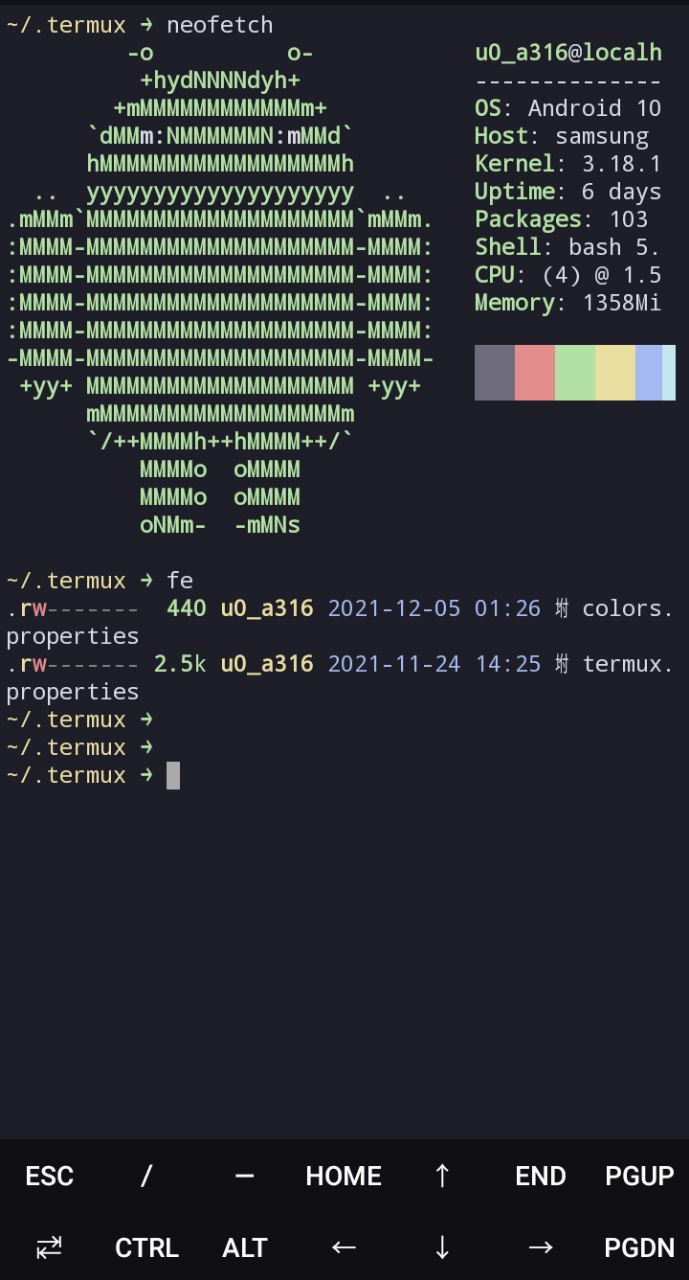 ~/.termux ➜ neofetch
-o o- u0_a316@localh
+hydNNNNdyh+ --------------
+mMMMMMMMMMMMMm+ OS: Android 10
`dMMm:NMMMMMMN:mMMd` Host: samsung
hMMMMMMMMMMMMMMMMMMh Kernel: 3.18.1
.. yyyyyyyyyyyyyyyyyyyy .. Uptime: 6 days
.mMMm`MMMMMMMMMMMMMMMMMMMM`mMMm. Packages: 103
:MMMM-MMMMMMMMMMMMMMMMMMMM-MMMM: Shell: bash 5.
:MMMM-MMMMMMMMMMMMMMMMMMMM-MMMM: CPU: (4) @ 1.5
:MMMM-MMMMMMMMMMMMMMMMMMMM-MMMM: Memory: 1358Mi
:MMMM-MMMMMMMMMMMMMMMMMMMM-MMMM:
-MMMM-MMMMMMMMMMMMMMMMMMMM-MMMM-
+yy+ MMMMMMMMMMMMMMMMMMMM +yy+
mMMMMMMMMMMMMMMMMMMm
`/++MMMMh++hMMMM++/`
MMMMo oMMMM
MMMMo oMMMM
oNMm- -mMNs
~/.termux ➜ fe
.rw------- 440 u0_a316 2021-12-05 01:26 colors.
properties
.rw------- 2.5k u0_a316 2021-11-24 14:25 termux.
properties
~/.termux ➜
~/.termux ➜
~/.termux ➜
ESC / — HOME ↑ END PGUP
⇄ CTRL ALT ← ↓ → PGDN